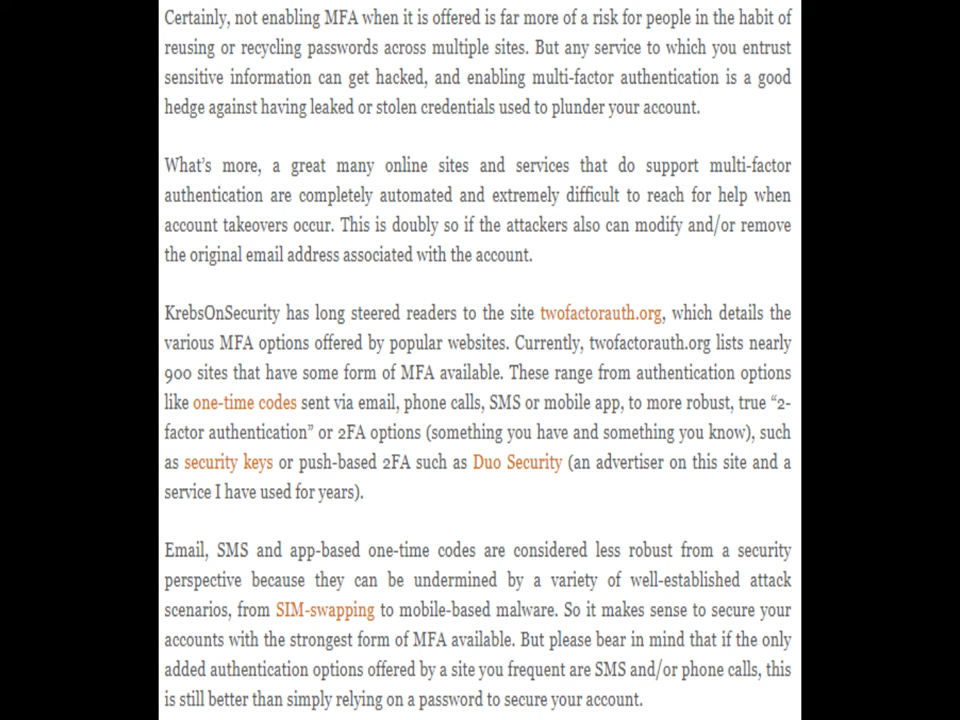 Certainly, not enabling MFA when it is offered is far more of a risk for people in the habit of
reusing or recycling passwords across multiple sites. But any service to which you entrust
sensitive information can get hacked, and enabling multi-factor authentication is a good
hedge against having leaked or stolen credentials used to plunder your account.
What's more, a great many online sites and services that do support multi-factor
authentication are completely automated and extremely difficult to reach for help when
account takeovers occur. This is doubly so if the attackers also can modify and/or remove
the original email address associated with the account.
KrebsOnSecurity has long steered readers to the site twofactorauth.org, which details the
various MFA options offered by popular websites. Currently, twofactorauth.org lists nearly
900 sites that have some form of MFA available. These range from authentication options
like one-time codes sent via email, phone calls, SMS or mobile app, to more robust, true “2-
factor authentication” or 2FA options (something you have and something you know), such
as security keys or push-based 2FA such as Duo Security (an advertiser on this site and a
service I have used for years).
Email, SMS and app-based one-time codes are considered less robust from a security
perspective because they can be undermined by a variety of well-established attack
scenarios, from SIM-swapping to mobile-based malware. So it makes sense to secure your
accounts with the strongest form of MFA available. But please bear in mind that if the only
added authentication options offered by a site you frequent are SMS and/or phone calls, this
is still better than simply relying on a password to secure your account.